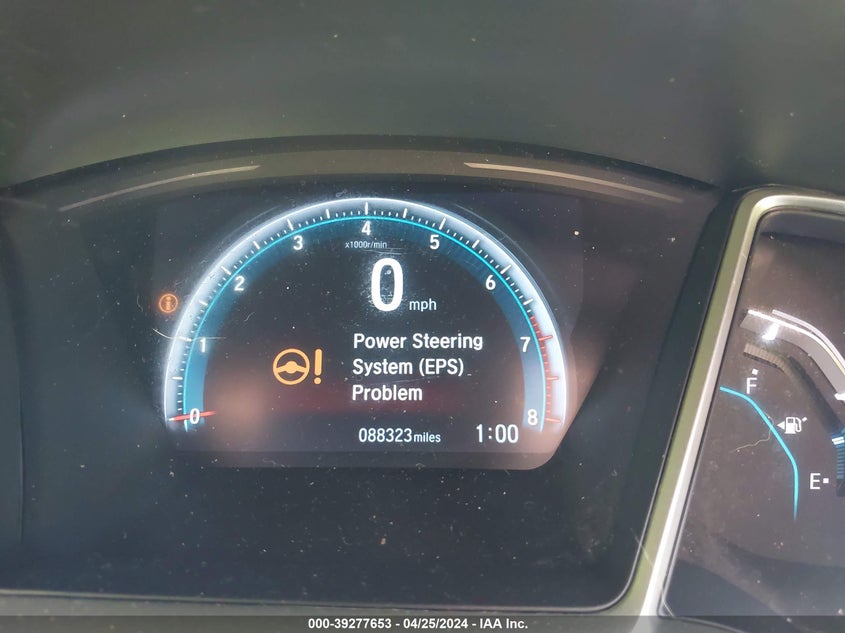 4
3 5
x1000r/min
2 6
0 mph
1 7
Power Steering
System (EPS)
Problem
0 8
088323 miles 1:00
F
E
000-39277653 - 04/25/2024 - IAA Inc.